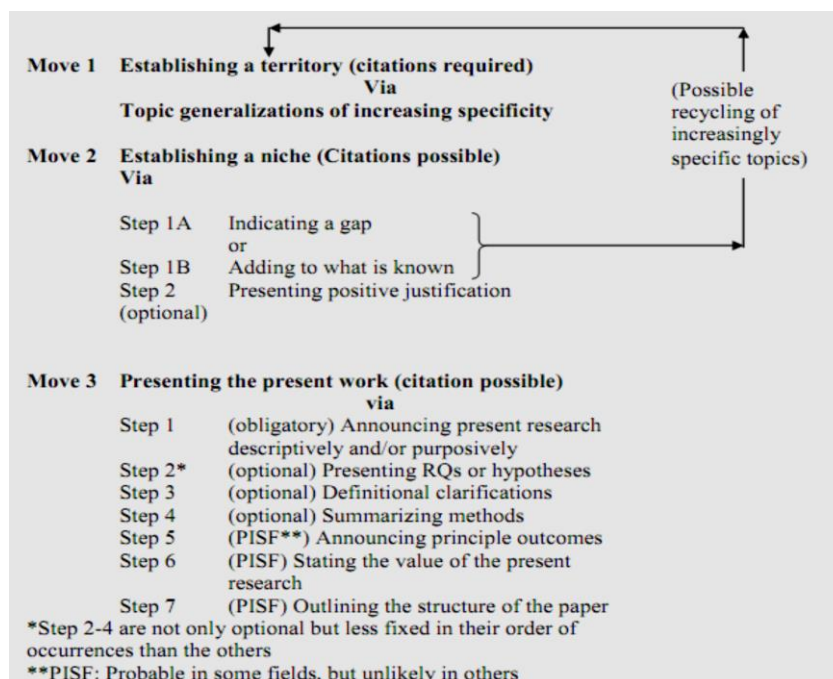 Move 1 Establishing a territory (citations required)
Via
Topic generalizations of increasing specificity
(Possible
recycling of
increasingly
specific topics)
Move 2 Establishing a niche (Citations possible)
Via
Step 1A Indicating a gap
or
Step 1B Adding to what is known
Step 2 Presenting positive justification
(optional)
Move 3 Presenting the present work (citation possible)
via
Step 1 (obligatory) Announcing present research
descriptively and/or purposively
Step 2* (optional) Presenting RQs or hypotheses
Step 3 (optional) Definitional clarifications
Step 4 (optional) Summarizing methods
Step 5 (PISF**) Announcing principle outcomes
Step 6 (PISF) Stating the value of the present
research
Step 7 (PISF) Outlining the structure of the paper
*Step 2-4 are not only optional but less fixed in their order of
occurrences than the others
**PISF: Probable in some fields, but unlikely in others